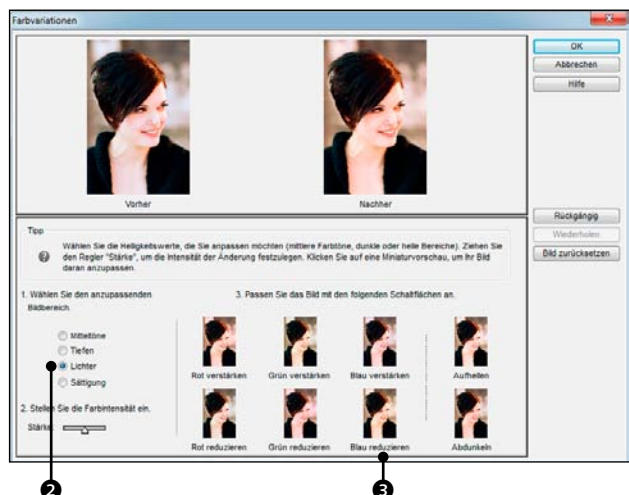 Farbvariationen
OK
Abbrechen
Hilfe
Vorher
Nachher
Rückgängig
Wiederholen
Bild zurücksetzen
Tipp
Wählen Sie die Helligkeitswerte, die Sie anpassen möchten (mittlere Farbtöne, dunkle oder helle Bereiche). Ziehen Sie
den Regler "Stärke", um die Intensität der Änderung festzulegen. Klicken Sie auf eine Miniaturvorschau, um Ihr Bild
daran anzupassen.
1. Wählen Sie den anzupassenden
Bildbereich.
Mitteltöne
Tiefen
Lichter
Sättigung
2. Stellen Sie die Farbintensität ein.
Stärke
3. Passen Sie das Bild mit den folgenden Schaltflächen an.
Rot verstärken
Grün verstärken
Blau verstärken
Aufhellen
Rot reduzieren
Grün reduzieren
Blau reduzieren
Abdunkeln
2
3